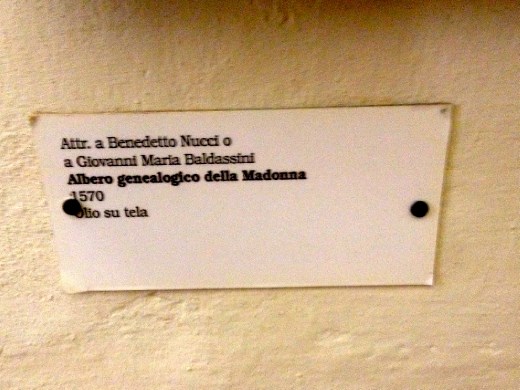 Attr. a Benedetto Nucci o
a Giovanni Maria Baldassini
Albero genealogico della Madonna
1570
Olio su tela